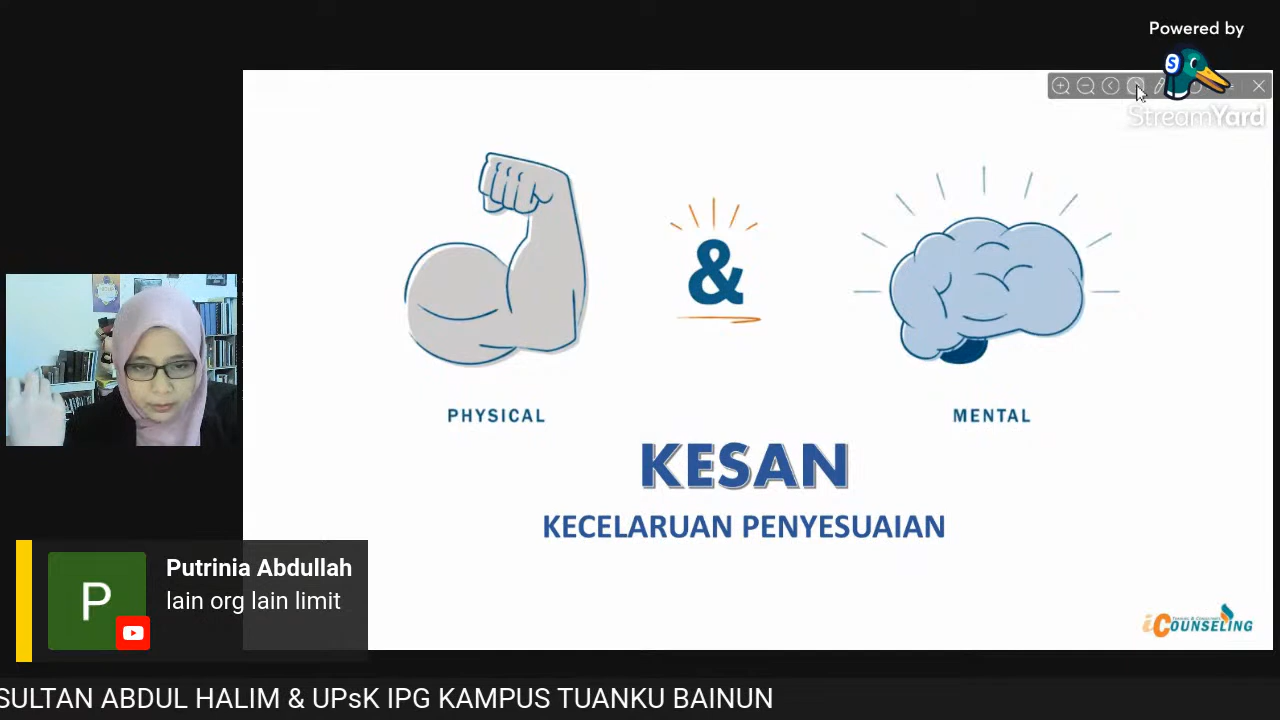 Powered by
StreamYard
&
PHYSICAL
MENTAL
KESAN
KECELARUAN PENYESUAIAN
P
Putrinia Abdullah
lain org lain limit
iCOUNSELING
SULTAN ABDUL HALIM & UPsK IPG KAMPUS TUANKU BAINUN